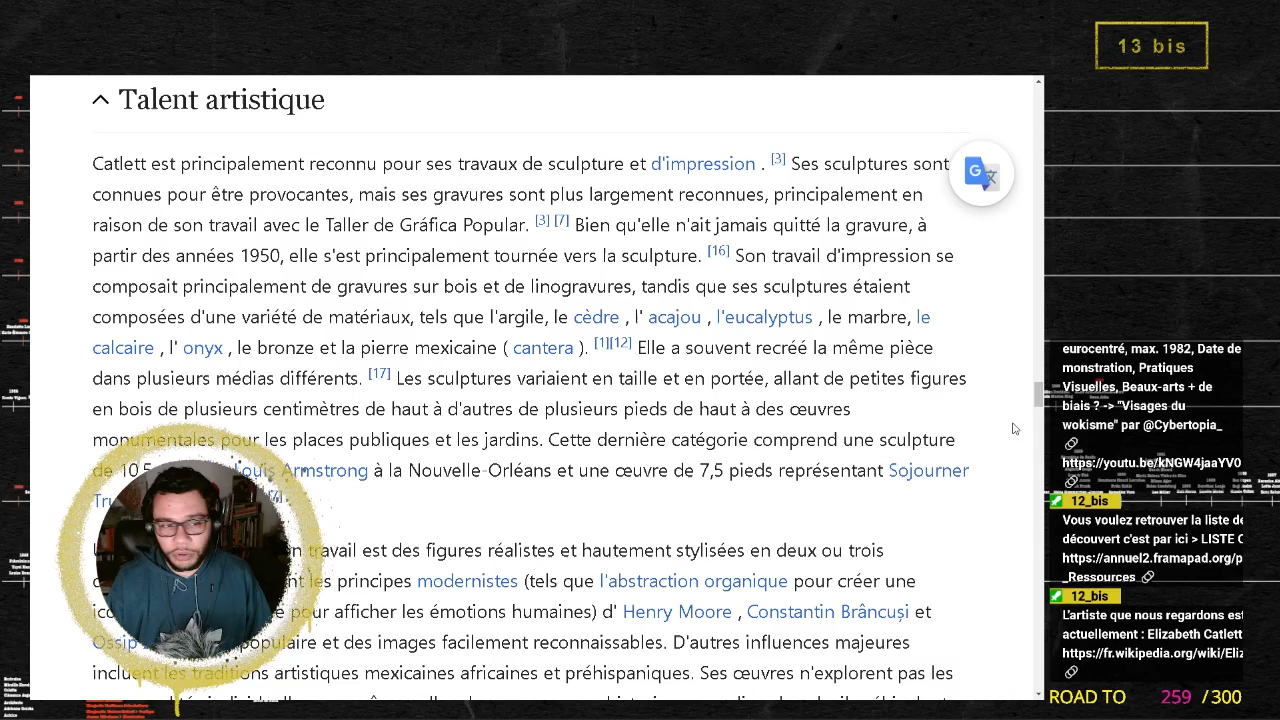 13 bis
Talent artistique
Catlett est principalement reconnu pour ses travaux de sculpture et d'impression . [3] Ses sculptures sont
connues pour être provocantes, mais ses gravures sont plus largement reconnues, principalement en
raison de son travail avec le Taller de Gráfica Popular. [3] [7] Bien qu'elle n'ait jamais quitté la gravure, à
partir des années 1950, elle s'est principalement tournée vers la sculpture. [16] Son travail d'impression se
composait principalement de gravures sur bois et de linogravures, tandis que ses sculptures étaient
composées d'une variété de matériaux, tels que l'argile, le cèdre , l' acajou , l'eucalyptus , le marbre, le
calcaire , l' onyx , le bronze et la pierre mexicaine ( cantera ). [1][12] Elle a souvent recréé la même pièce
dans plusieurs médias différents. [17] Les sculptures variaient en taille et en portée, allant de petites figures
en bois de plusieurs centimètres de haut à d'autres de plusieurs pieds de haut à des œuvres
monumentales pour les places publiques et les jardins. Cette dernière catégorie comprend une sculpture
de 10,5 Louis Armstrong à la Nouvelle-Orléans et une œuvre de 7,5 pieds représentant Sojourner
travail est des figures réalistes et hautement stylisées en deux ou trois
les principes modernistes (tels que l'abstraction organique pour créer une
pour afficher les émotions humaines) d' Henry Moore , Constantin Brâncuși et
Ossip populaire et des images facilement reconnaissables. D'autres influences majeures
incluent les traditions artistiques mexicaines africaines et préhispaniques. Ses œuvres n'explorent pas les
eurocentré, max. 1982, Date de
monstration, Pratiques
Visuelles, Beaux-arts + de
biais ? -> "Visages du
wokisme" par @Cybertopia_
https://youtu.be/kNGW4jaaYV0
12_bis
Vous voulez retrouver la liste de
découvert c'est par ici > LISTE
https://annuel2.framapad.org/p
_Ressources
12_bis
L'artiste que nous regardons est
actuellement : Elizabeth Catlett
https://fr.wikipedia.org/wiki/Eliz
ROAD TO 259 / 300